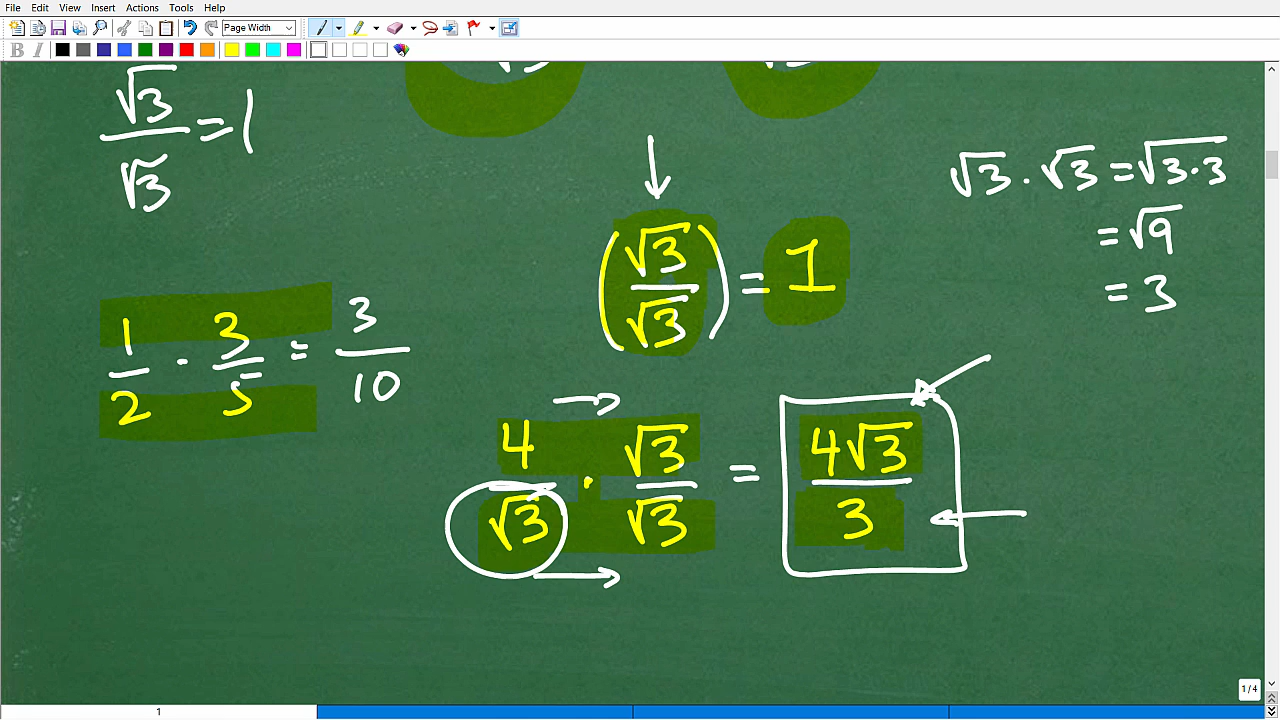 File Edit View Insert Actions Tools Help
Page Width
B I
√3/√3 = 1
√3 · √3 = √3·3
= √9
= 3
(√3/√3) = 1
1/2 · 3/5 = 3/10
4/√3 · √3/√3 = 4√3/3
1/4
1